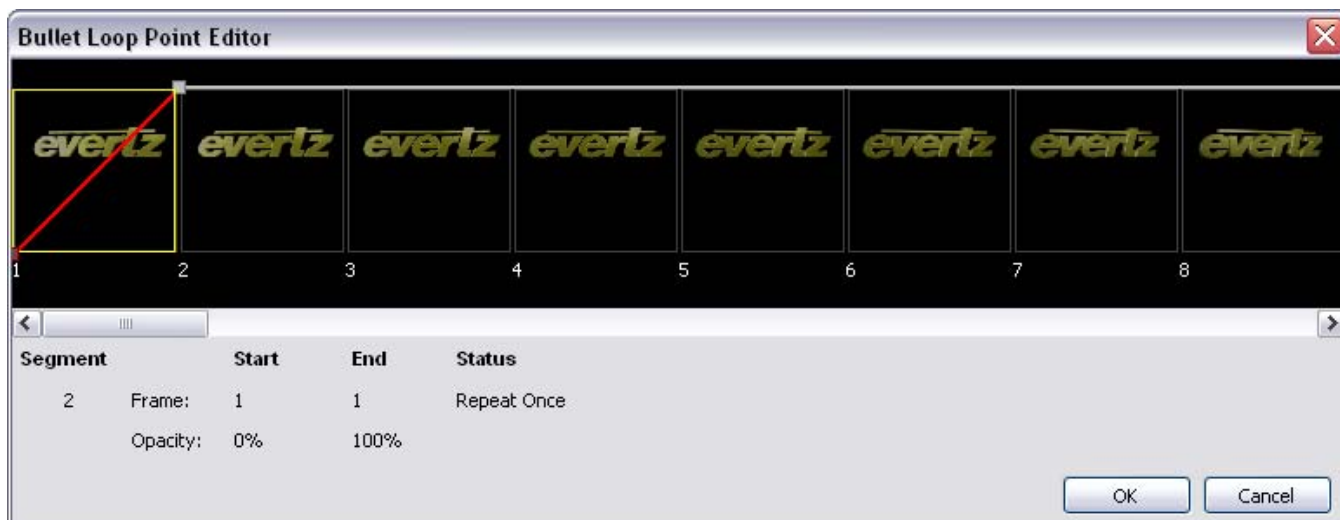 Bullet Loop Point Editor
evertz evertz evertz evertz evertz evertz evertz evertz
1 2 3 4 5 6 7 8
Segment Start End Status
2 Frame: 1 1 Repeat Once
Opacity: 0% 100%
OK Cancel